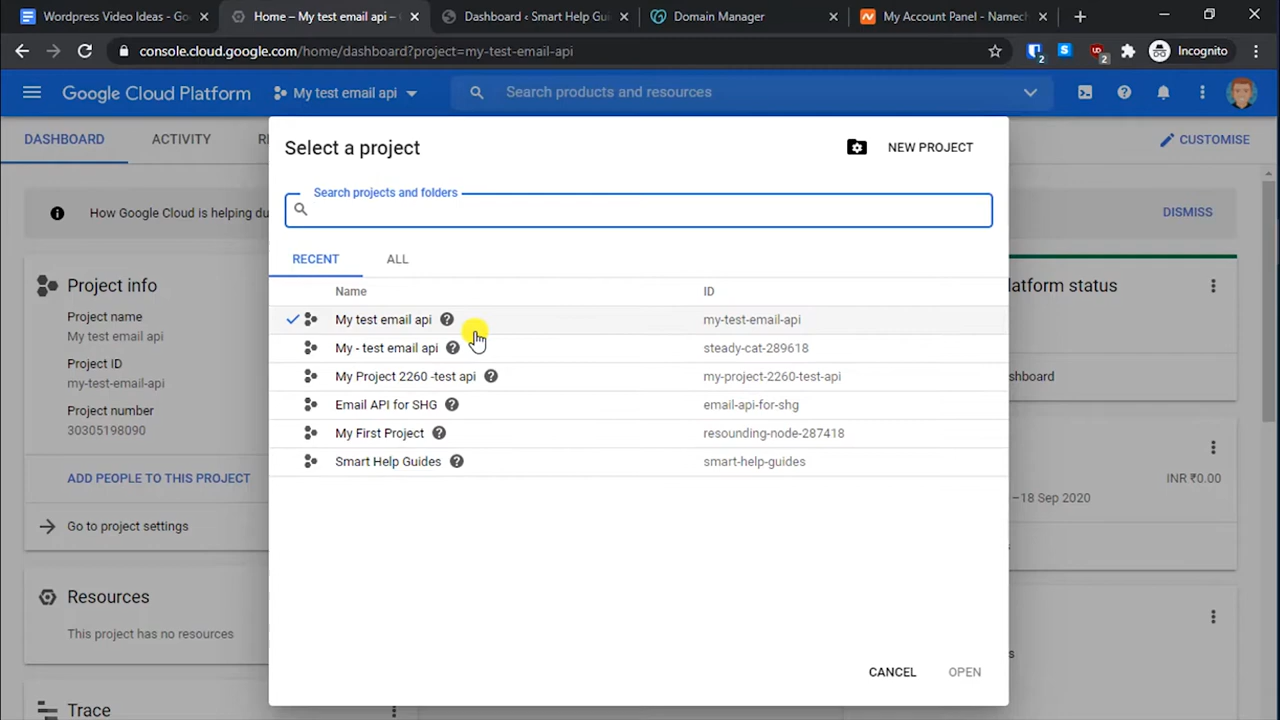 Wordpress Video Ideas - Go
Home – My test email api –
Dashboard ‹ Smart Help Gu
Domain Manager
My Account Panel - Namech
console.cloud.google.com/home/dashboard?project=my-test-email-api
2
S
2
Incognito
Google Cloud Platform
My test email api
Search products and resources
DASHBOARD
ACTIVITY
R
CUSTOMISE
Select a project
NEW PROJECT
Search projects and folders
How Google Cloud is helping du
DISMISS
RECENT
ALL
Name
ID
Project info
latform status
Project name
My test email api
My test email api
my-test-email-api
My - test email api
steady-cat-289618
Project ID
my-test-email-api
My Project 2260 -test api
my-project-2260-test-api
shboard
Project number
30305198090
Email API for SHG
email-api-for-shg
My First Project
resounding-node-287418
Smart Help Guides
smart-help-guides
ADD PEOPLE TO THIS PROJECT
INR ₹0.00
–18 Sep 2020
Go to project settings
Resources
This project has no resources
CANCEL
OPEN
Trace